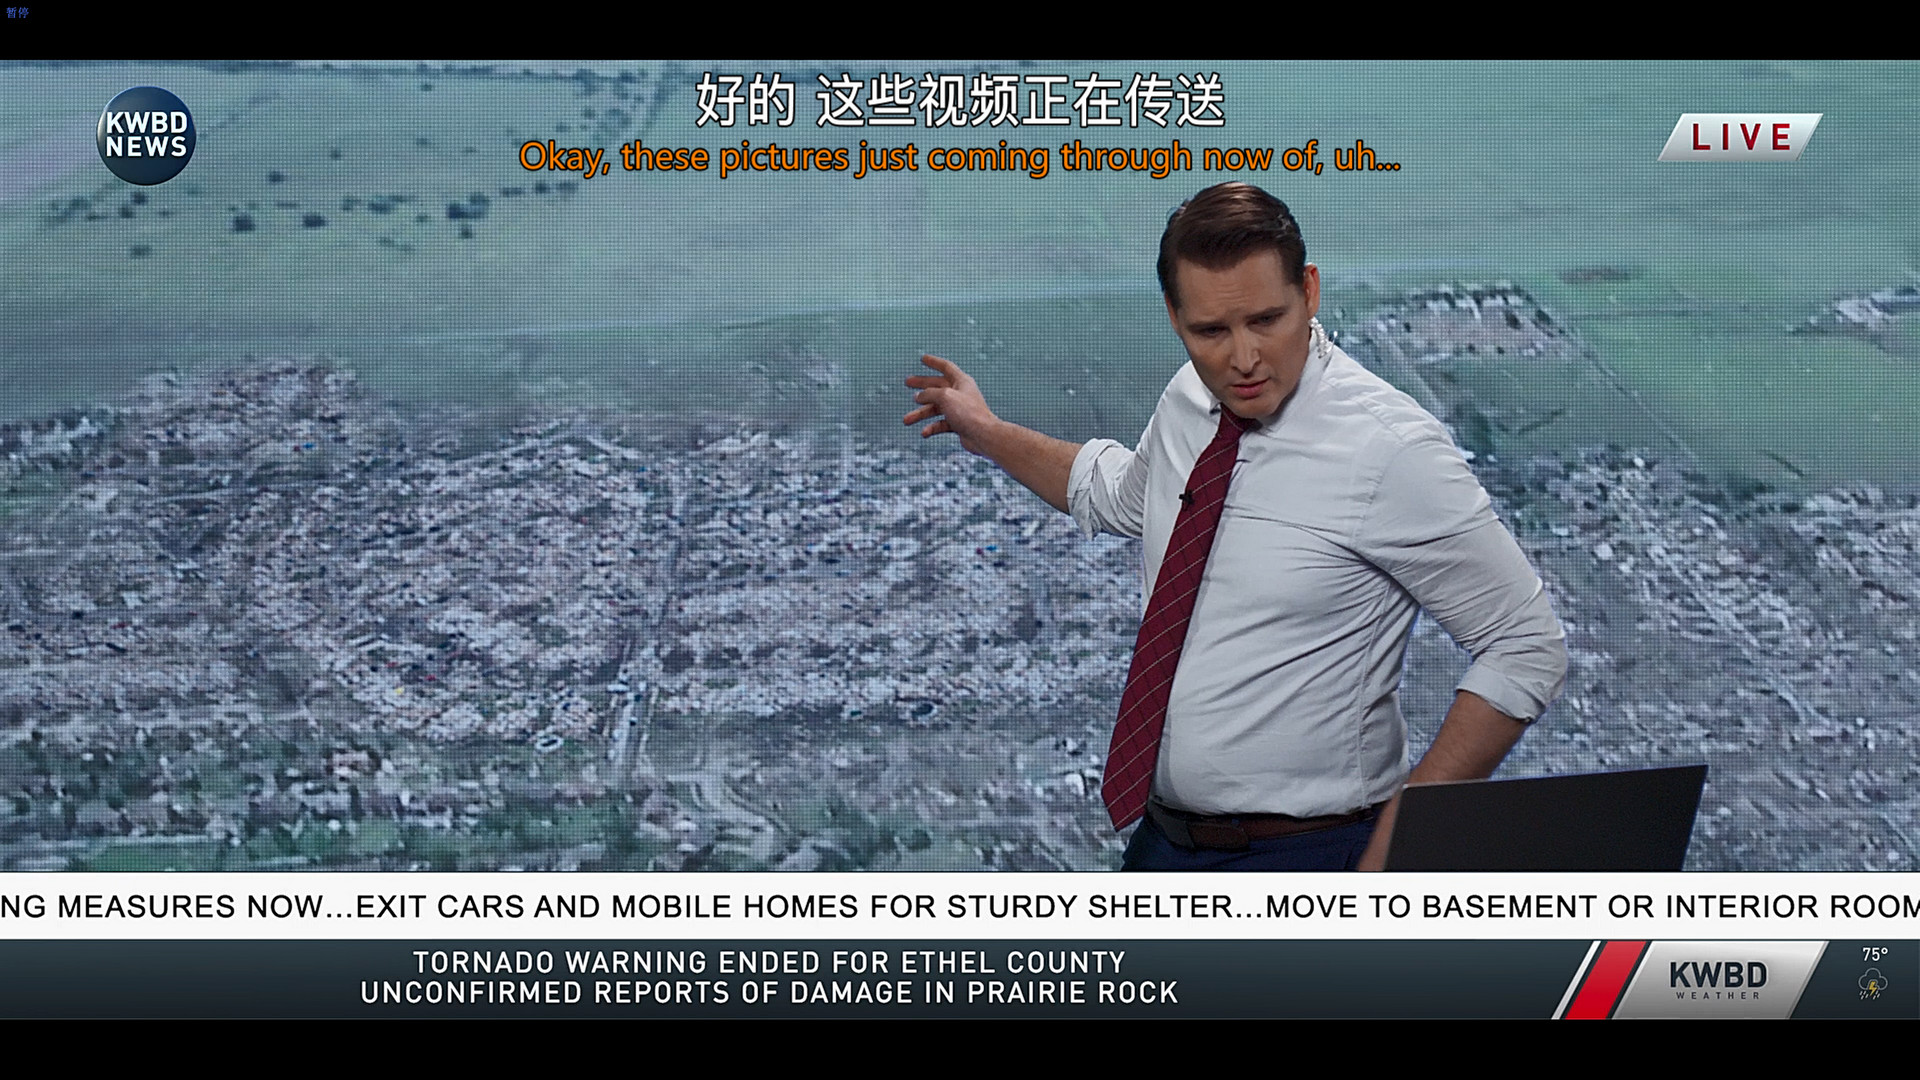 暂停
好的 这些视频正在传送
Okay, these pictures just coming through now of, uh...
KWBD
NEWS
LIVE
NG MEASURES NOW...EXIT CARS AND MOBILE HOMES FOR STURDY SHELTER...MOVE TO BASEMENT OR INTERIOR ROOM
TORNADO WARNING ENDED FOR ETHEL COUNTY
UNCONFIRMED REPORTS OF DAMAGE IN PRAIRIE ROCK
KWBD
WEATHER
75°